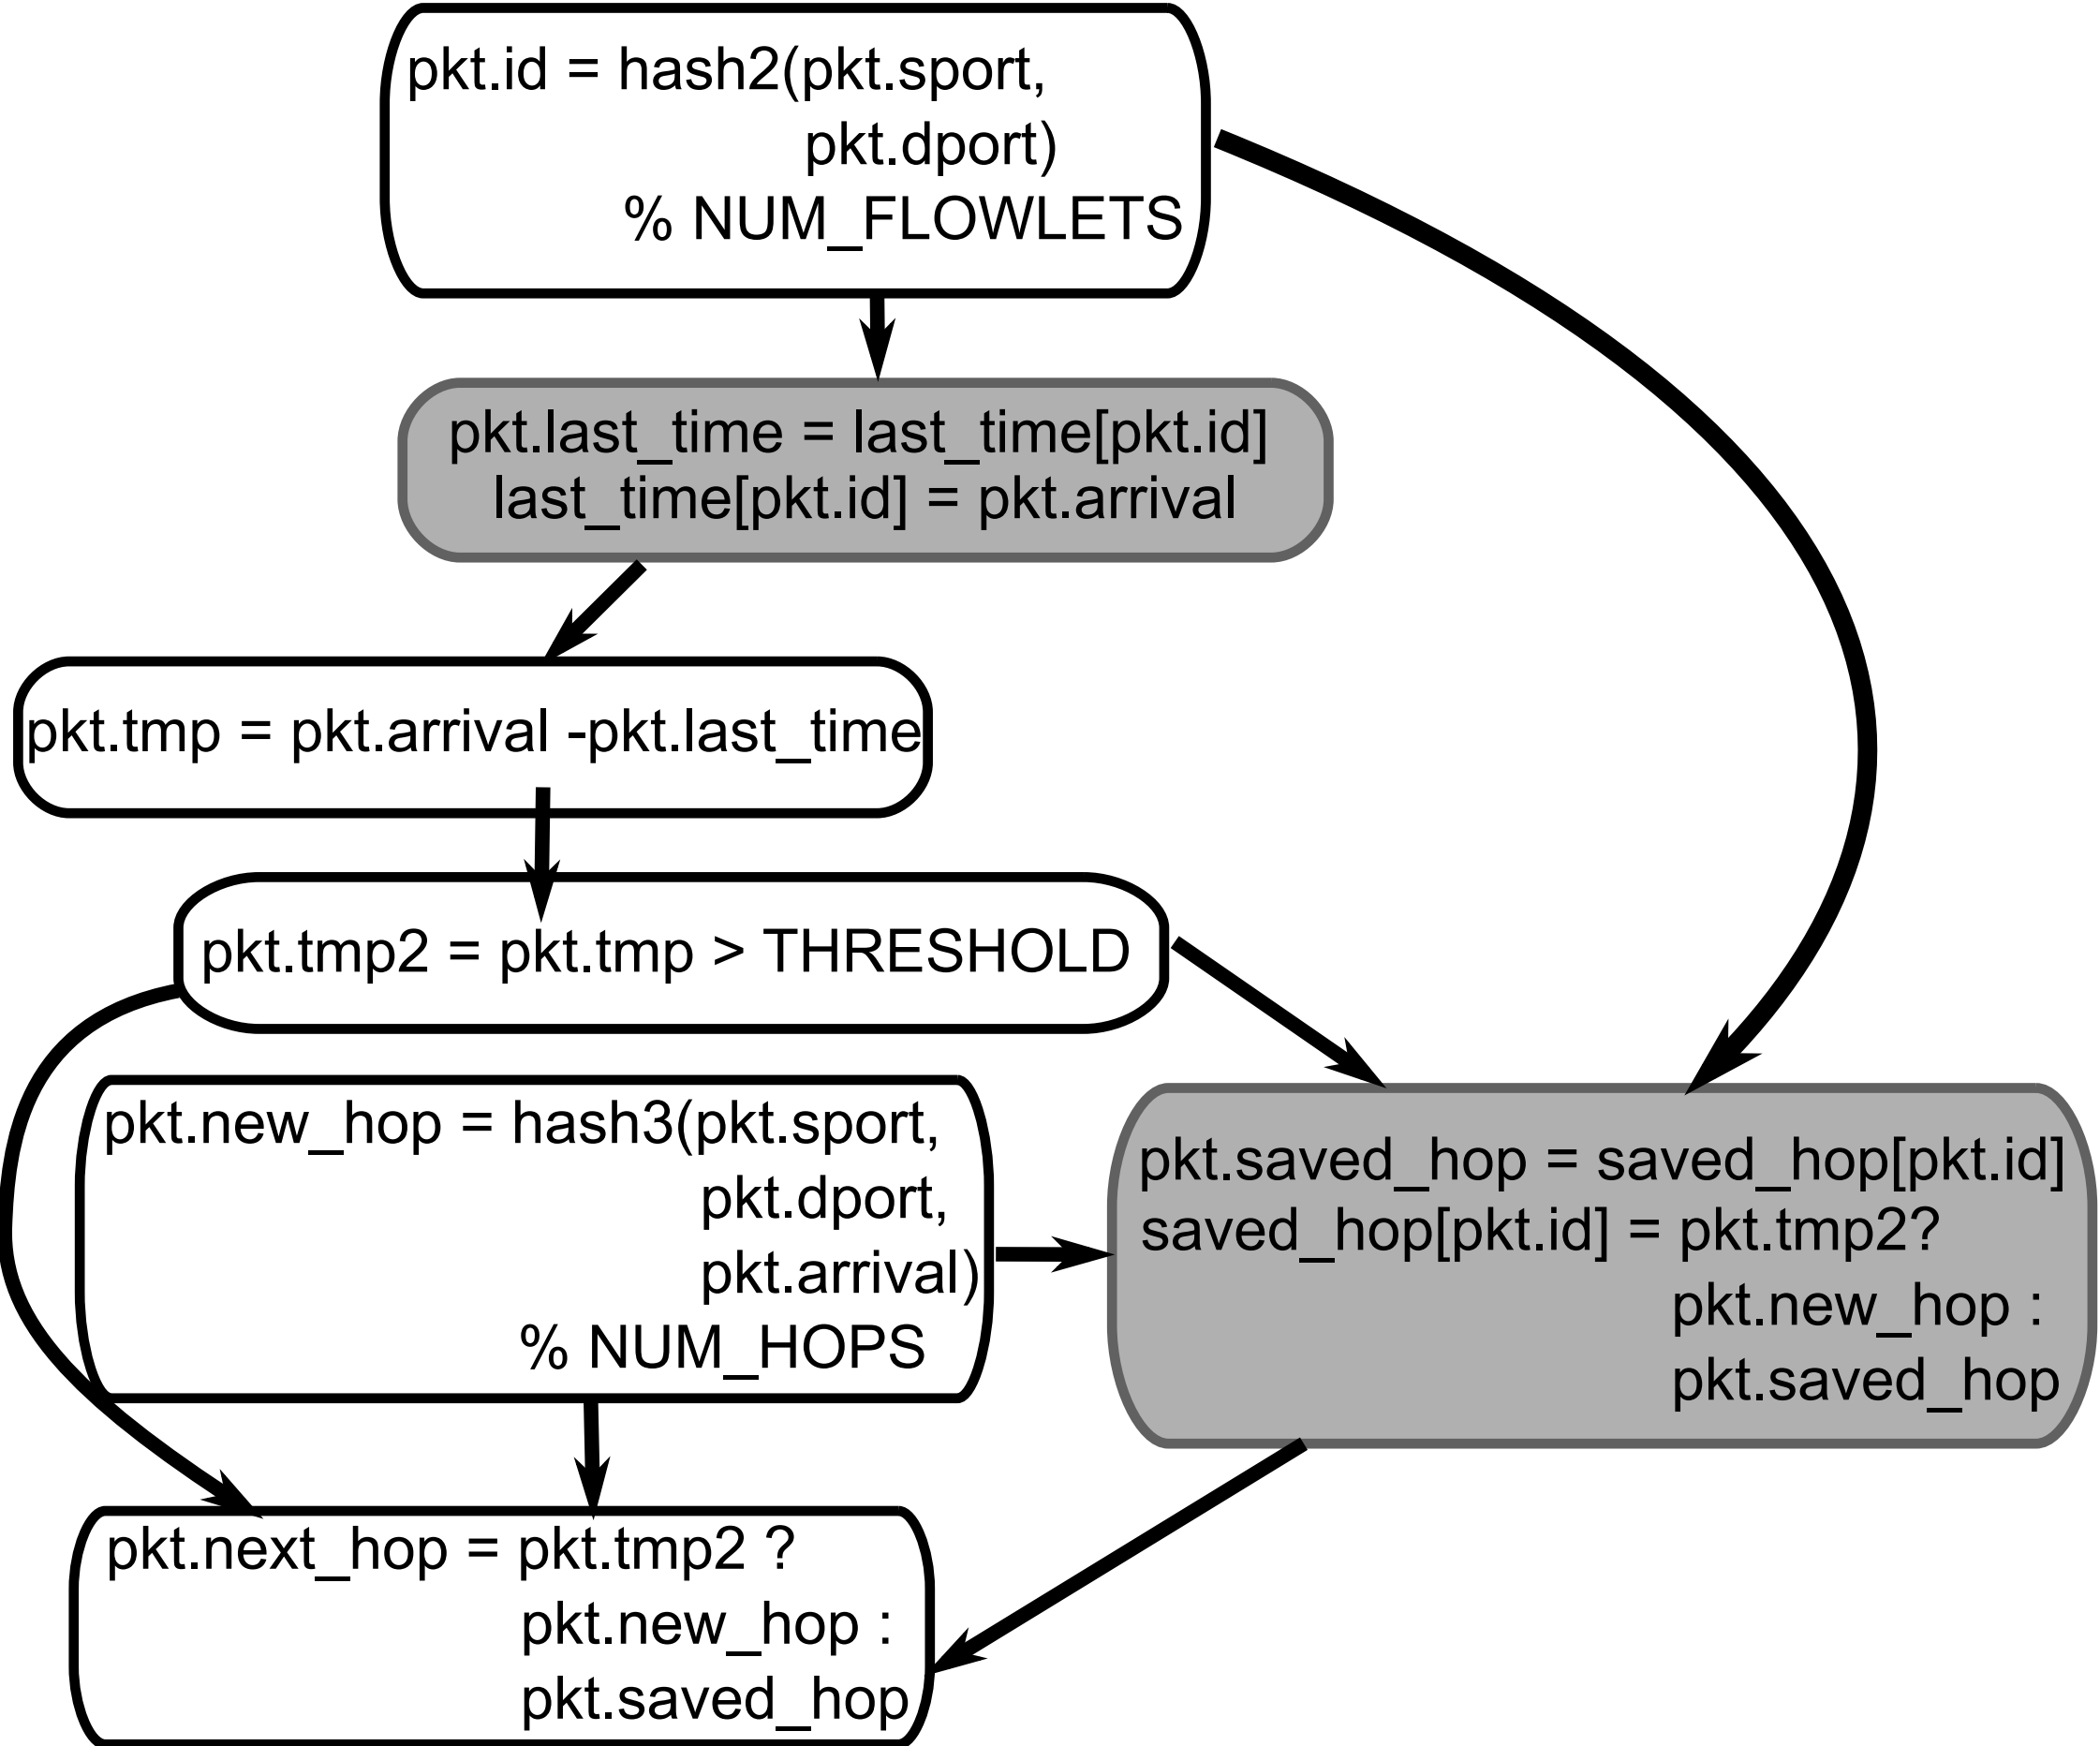 pkt.id = hash2(pkt.sport,
pkt.dport)
% NUM_FLOWLETS
pkt.last_time = last_time[pkt.id]
last_time[pkt.id] = pkt.arrival
pkt.tmp = pkt.arrival -pkt.last_time
pkt.tmp2 = pkt.tmp > THRESHOLD
pkt.new_hop = hash3(pkt.sport,
pkt.dport,
pkt.arrival)
% NUM_HOPS
pkt.saved_hop = saved_hop[pkt.id]
saved_hop[pkt.id] = pkt.tmp2?
pkt.new_hop :
pkt.saved_hop
pkt.next_hop = pkt.tmp2 ?
pkt.new_hop :
pkt.saved_hop